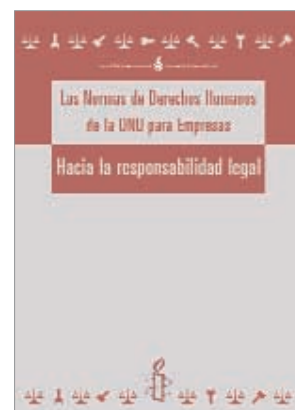 Las Normas de Derechos Humanos
de la ONU para Empresas
Hacia la responsabilidad legal